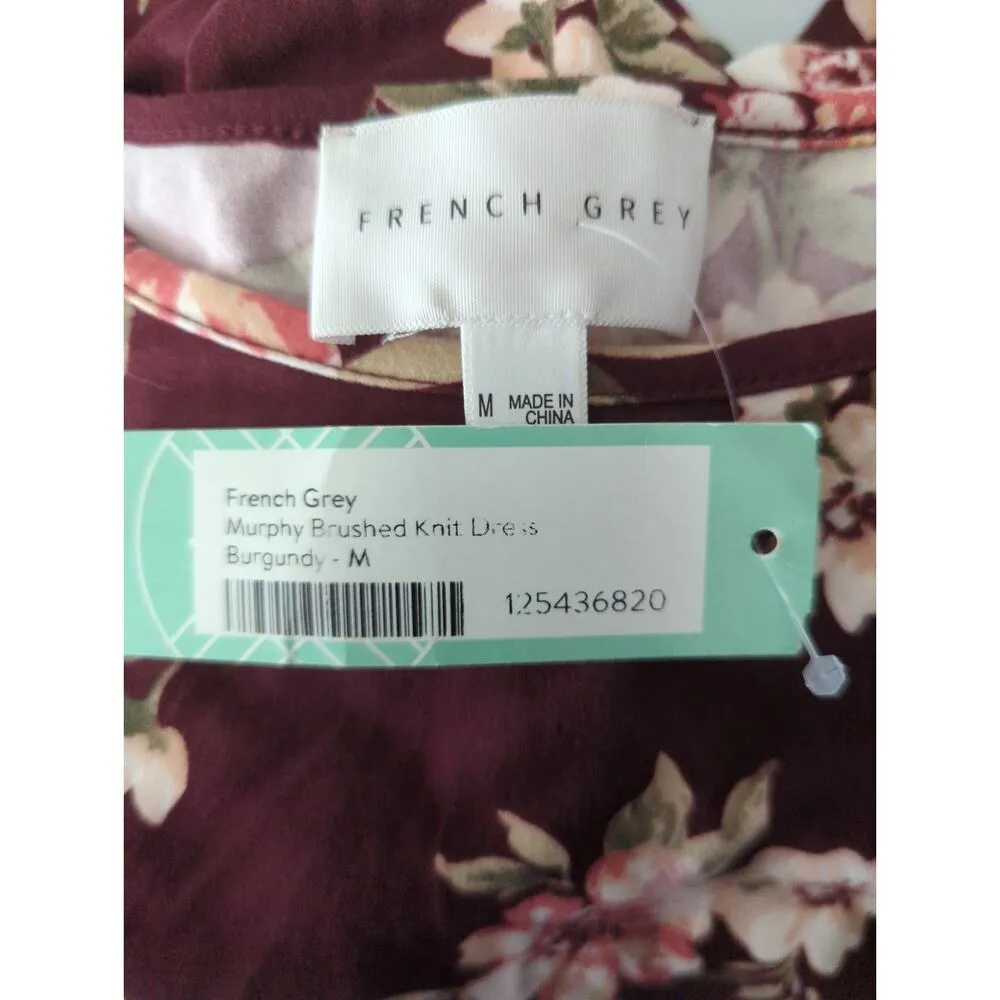 FRENCH GREY
M MADE IN
CHINA
French Grey
Murphy Brushed Knit Dress
Burgundy - M
125436820